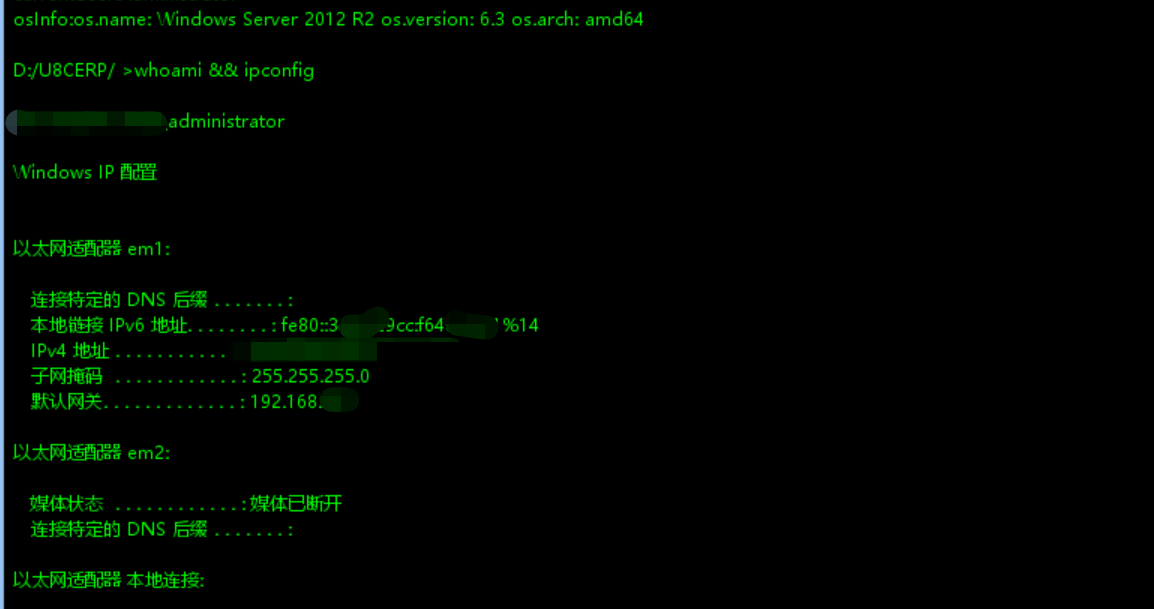 osInfo:os.name: Windows Server 2012 R2 os.version: 6.3 os.arch: amd64
D:/U8CERP/ >whoami && ipconfig
administrator
Windows IP 配置
以太网适配器 em1:
连接特定的 DNS 后缀 . . . . . . . :
本地链接 IPv6 地址. . . . . . . . : fe80::3 9cc:f64 1%14
IPv4 地址 . . . . . . . . . . . .
子网掩码 . . . . . . . . . . . . : 255.255.255.0
默认网关. . . . . . . . . . . . . : 192.168.
以太网适配器 em2:
媒体状态 . . . . . . . . . . . . : 媒体已断开
连接特定的 DNS 后缀 . . . . . . . :
以太网适配器 本地连接: